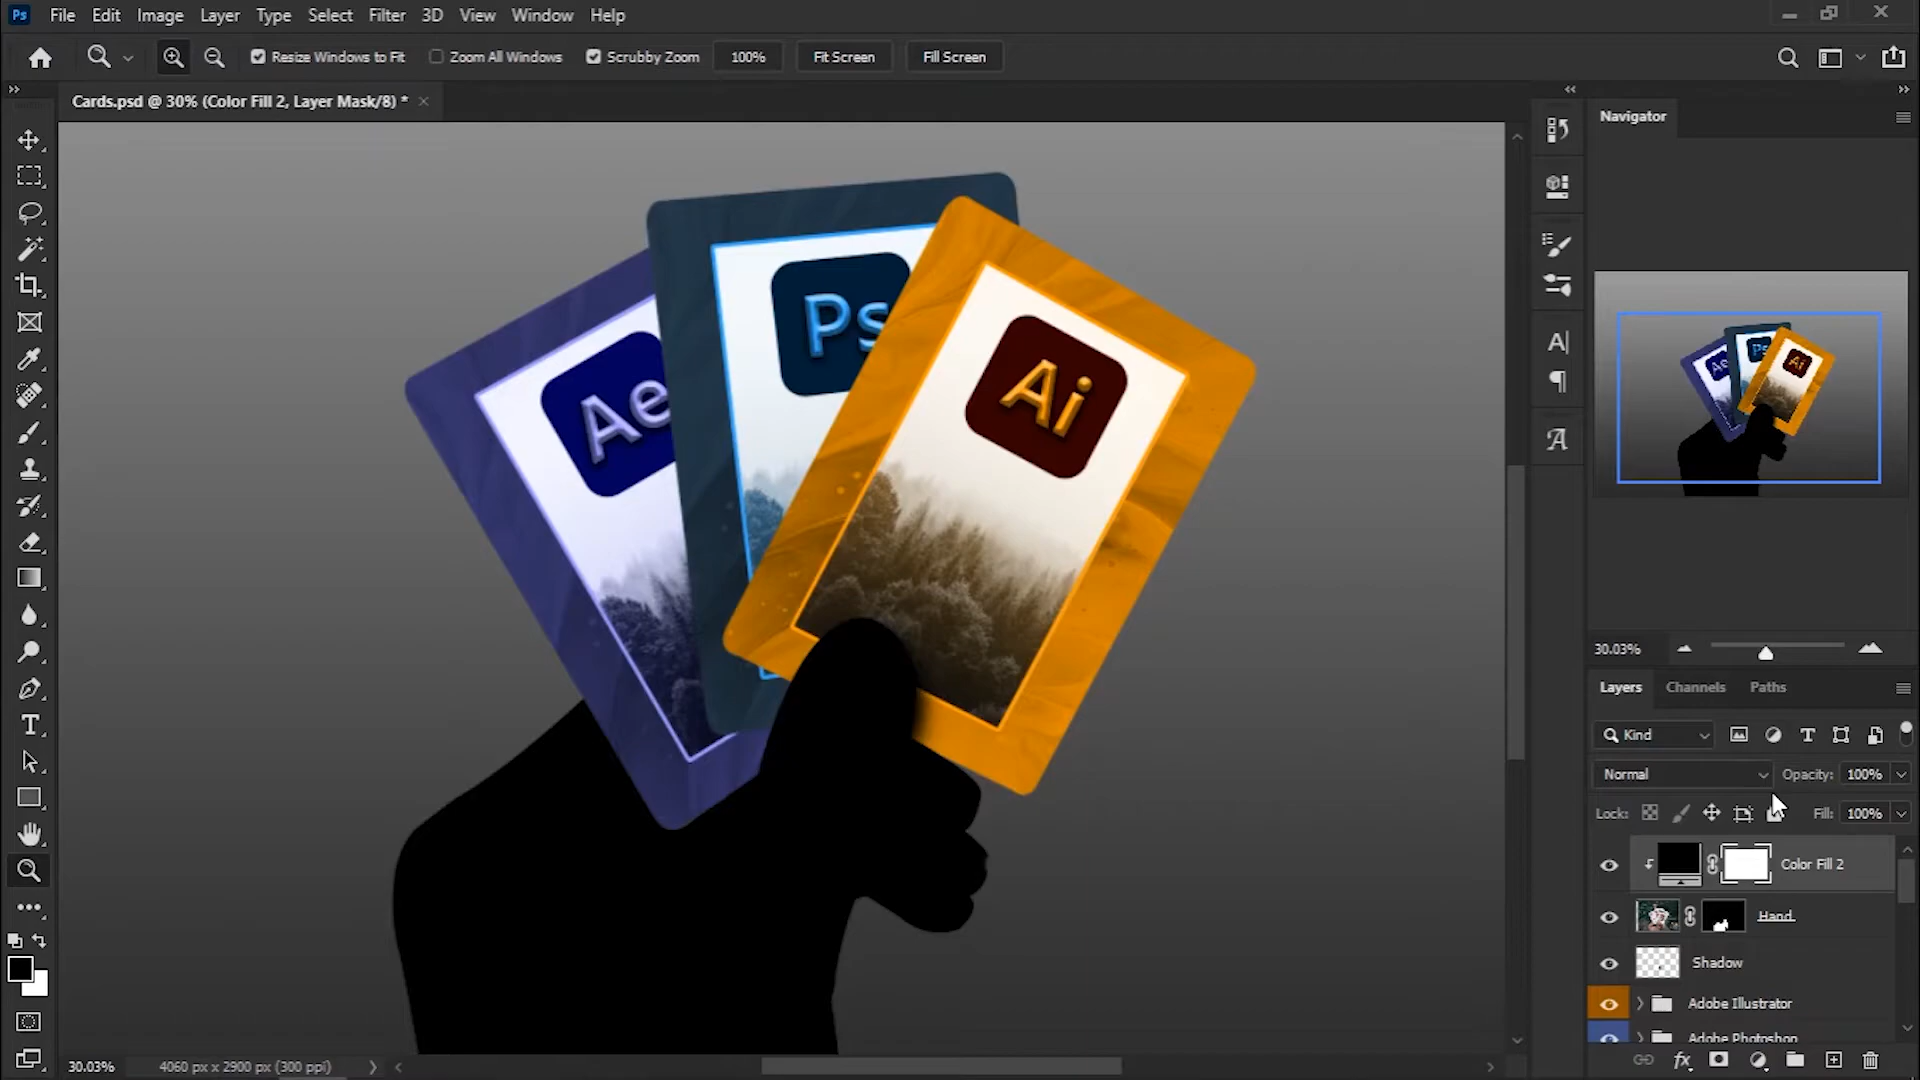 Ps File Edit Image Layer Type Select Filter 3D View Window Help
Resize Windows to Fit Zoom All Windows Scrubby Zoom 100% Fit Screen Fill Screen
Cards.psd @ 30% (Color Fill 2, Layer Mask/8) *
Navigator
Ae
Ps
Ai
Ae
Ps
Ai
30.03%
Layers Channels Paths
Kind
Normal Opacity: 100%
Lock: Fill: 100%
Color Fill 2
Hand
Shadow
Adobe Illustrator
Adobe Photoshop
30.03% 4060 px x 2900 px (300 ppi)